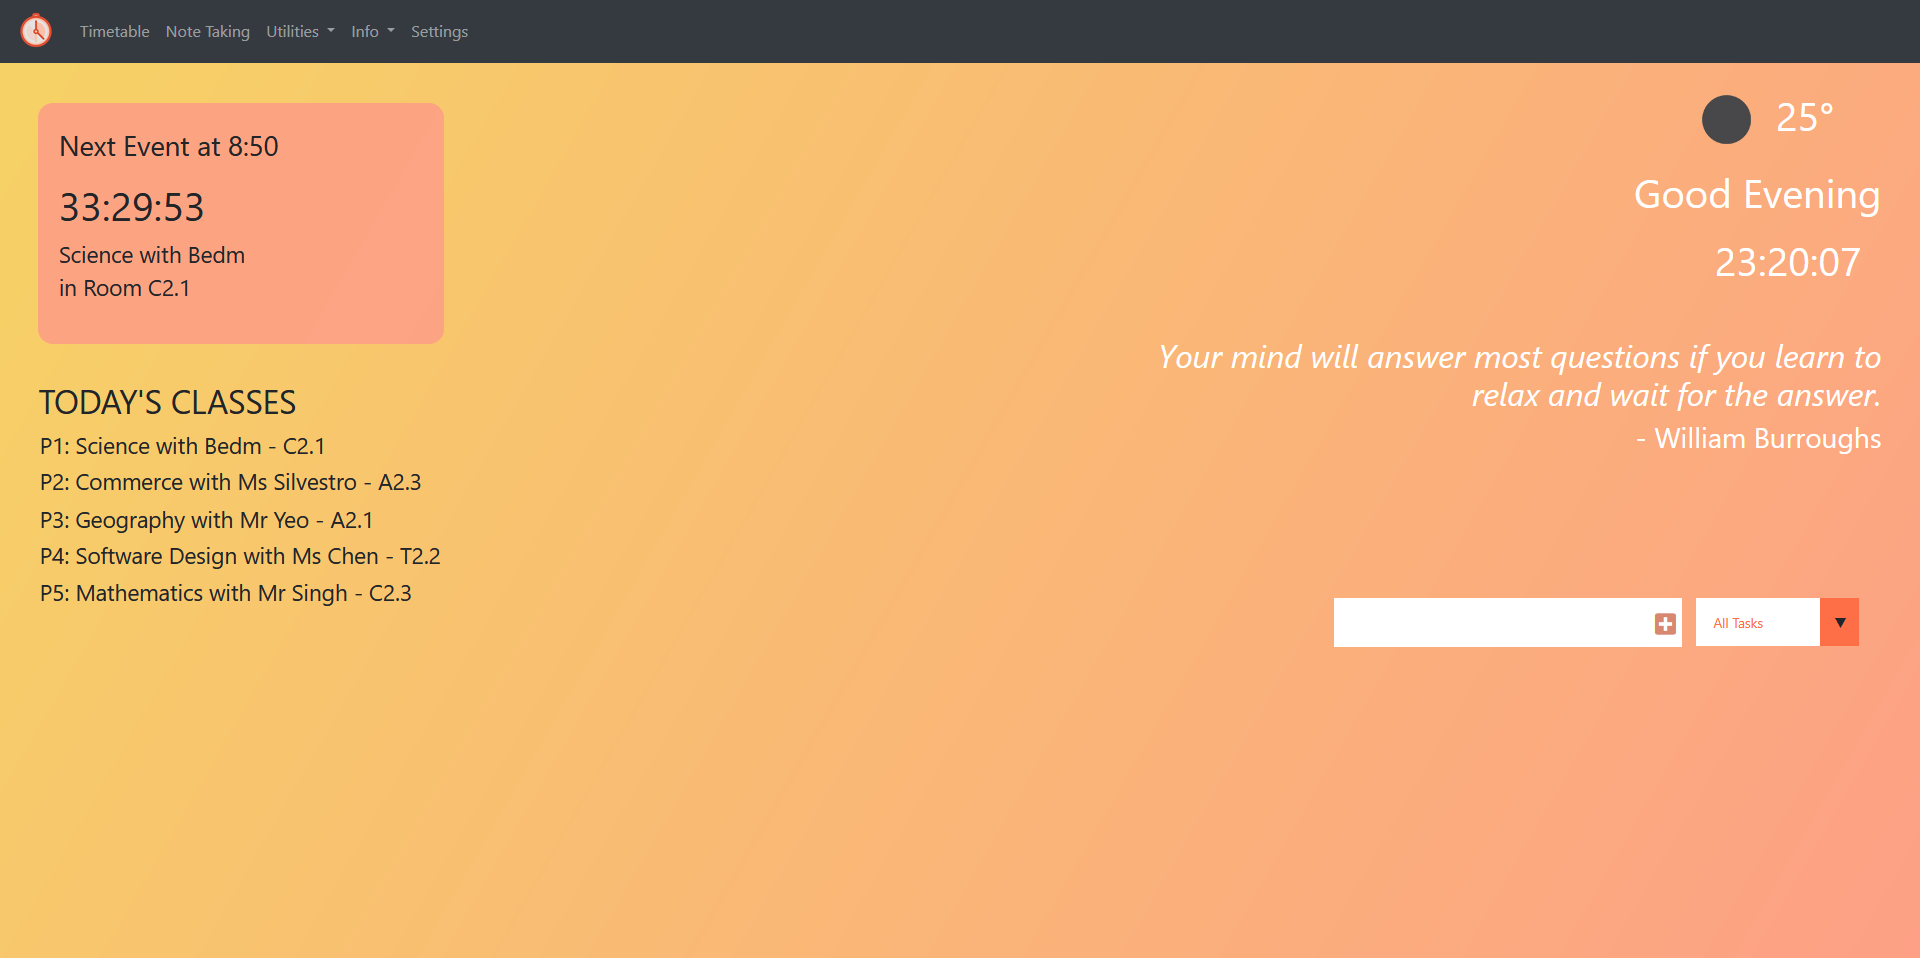 Timetable Note Taking Utilities Info Settings
Next Event at 8:50
33:29:53
Science with Bedm
in Room C2.1
TODAY'S CLASSES
P1: Science with Bedm - C2.1
P2: Commerce with Ms Silvestro - A2.3
P3: Geography with Mr Yeo - A2.1
P4: Software Design with Ms Chen - T2.2
P5: Mathematics with Mr Singh - C2.3
25°
Good Evening
23:20:07
Your mind will answer most questions if you learn to
relax and wait for the answer.
- William Burroughs
All Tasks